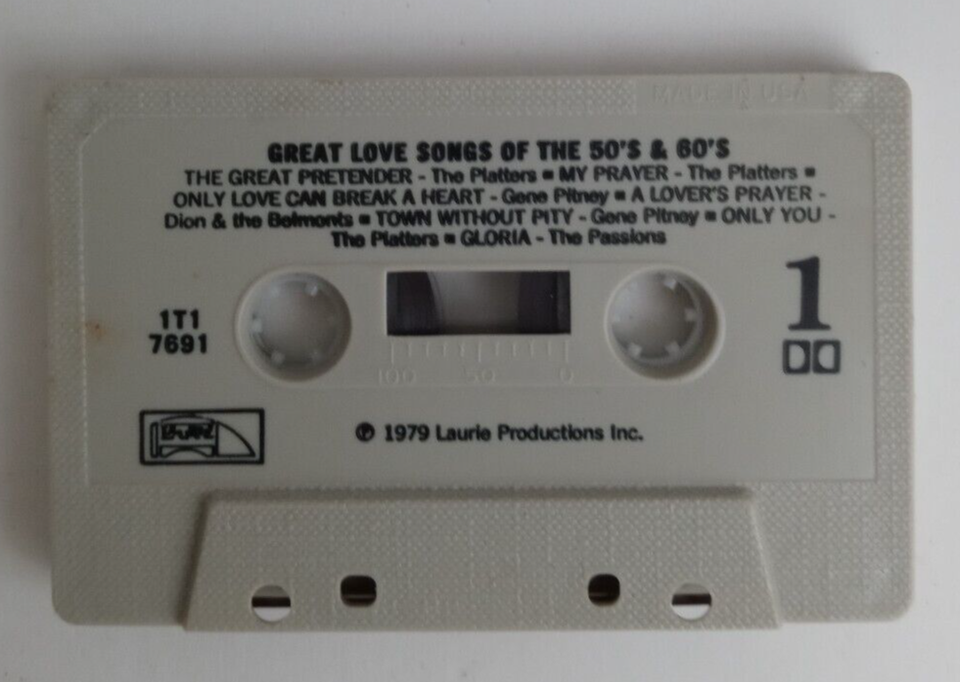 MADE IN USA
GREAT LOVE SONGS OF THE 50'S & 60'S
THE GREAT PRETENDER - The Platters ■ MY PRAYER - The Platters ■
ONLY LOVE CAN BREAK A HEART - Gene Pitney ■ A LOVER'S PRAYER -
Dion & the Belmonts ■ TOWN WITHOUT PITY - Gene Pitney ■ ONLY YOU -
The Platters ■ GLORIA - The Passions
1T1
7691
1
100 50 0
℗ 1979 Laurie Productions Inc.